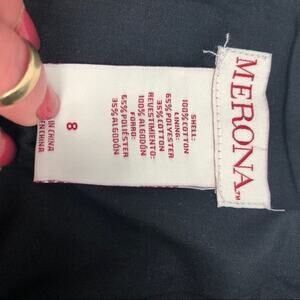 MERONA™
SHELL:
100% COTTON
LINING:
65% POLYESTER
35% COTTON
REVESTIMIENTO:
100% ALGODÓN
FORRO:
65% POLIÉSTER
35% ALGODÓN
8
IN CHINA
EN CHINA